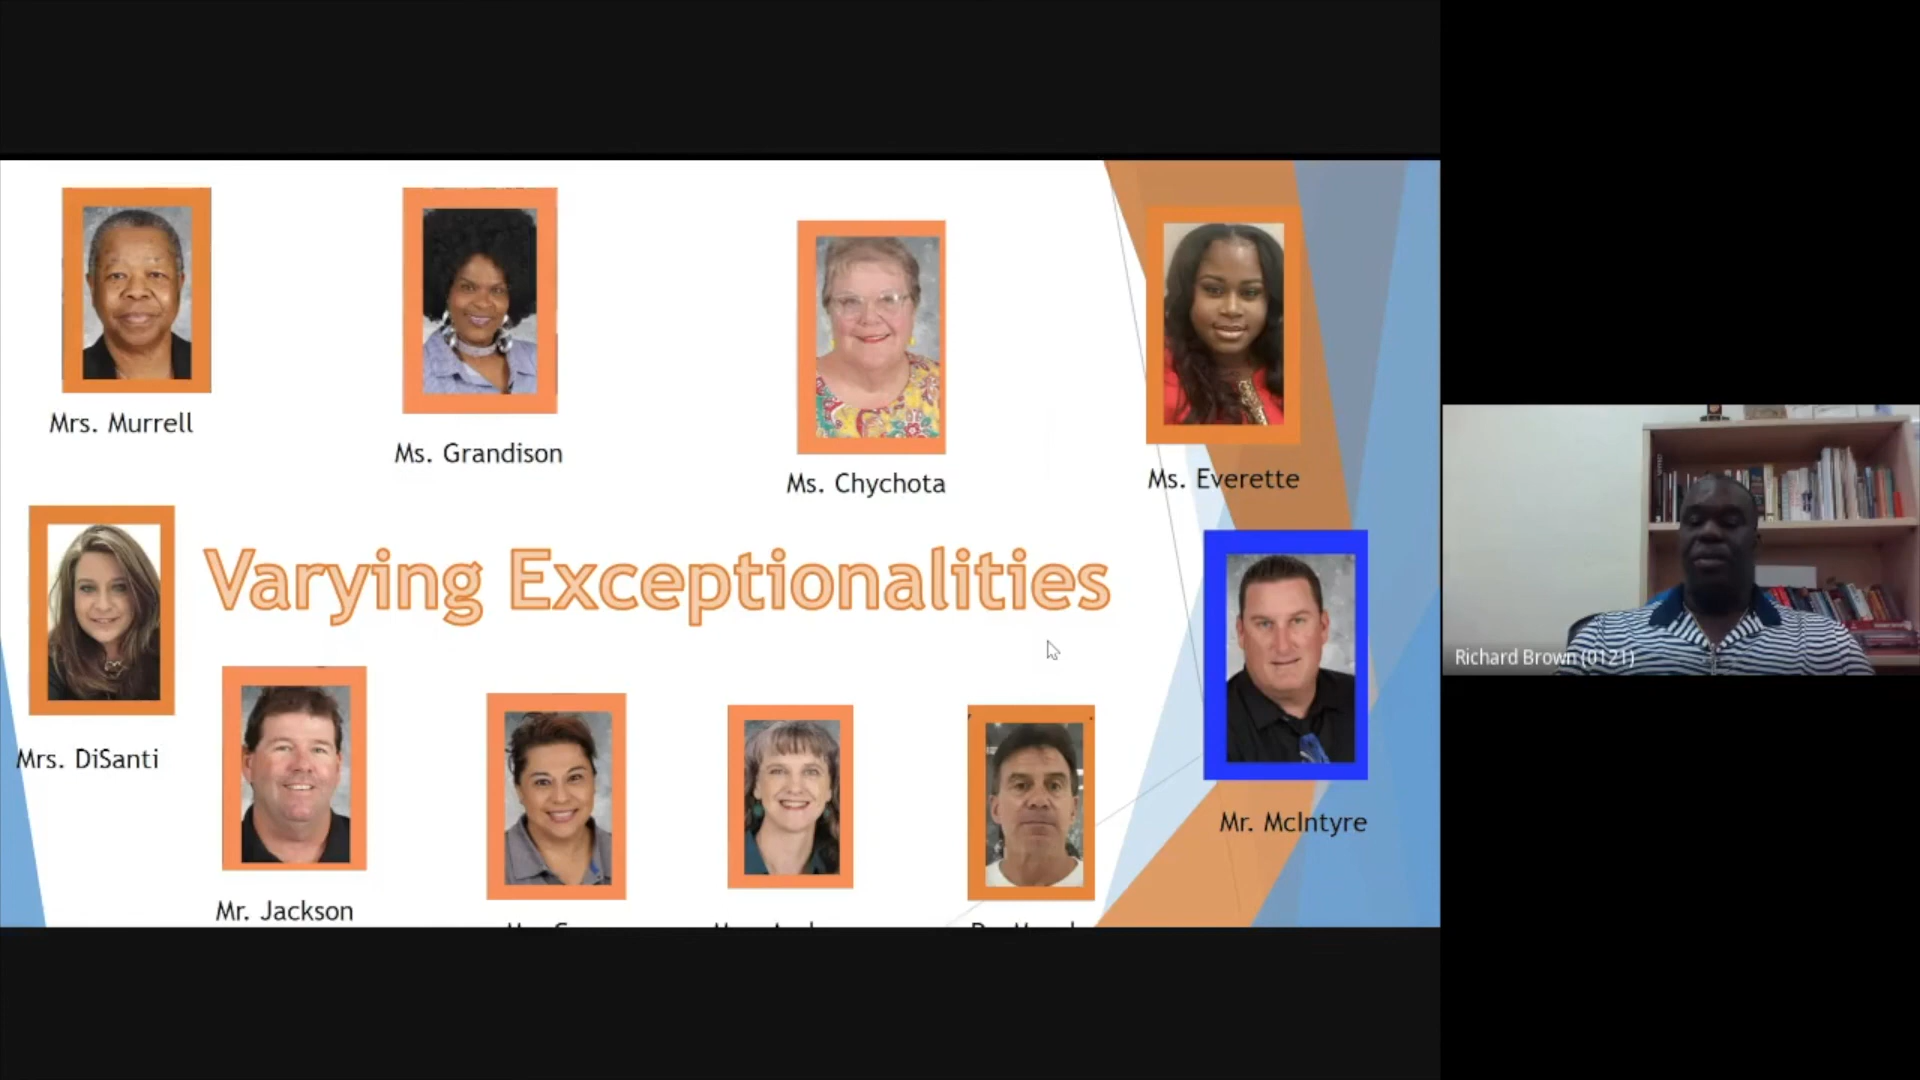 Mrs. Murrell
Ms. Grandison
Ms. Chychota
Ms. Everette
Varying Exceptionalities
Richard Brown (0121)
Mrs. DiSanti
Mr. McIntyre
Mr. Jackson